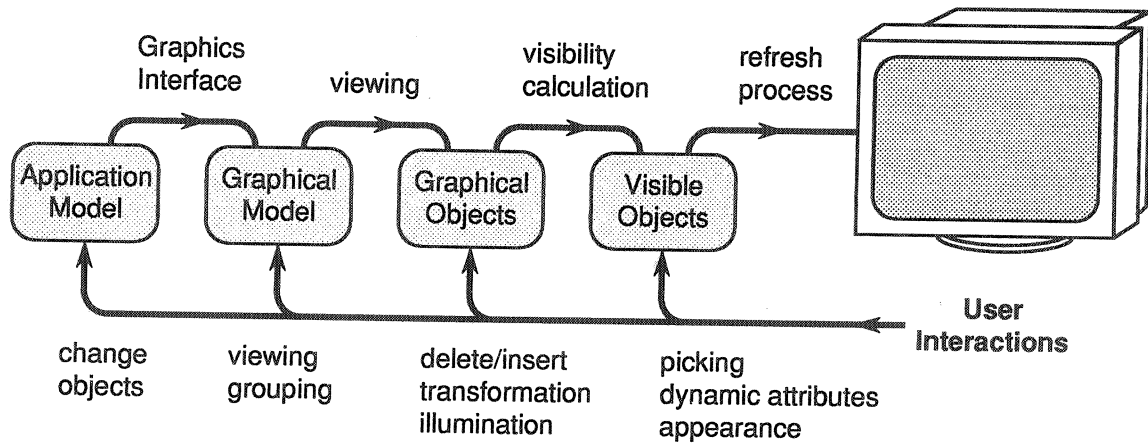 Graphics
Interface
viewing
visibility
calculation
refresh
process
Application
Model
Graphical
Model
Graphical
Objects
Visible
Objects
User
Interactions
change
objects
viewing
grouping
delete/insert
transformation
illumination
picking
dynamic attributes
appearance